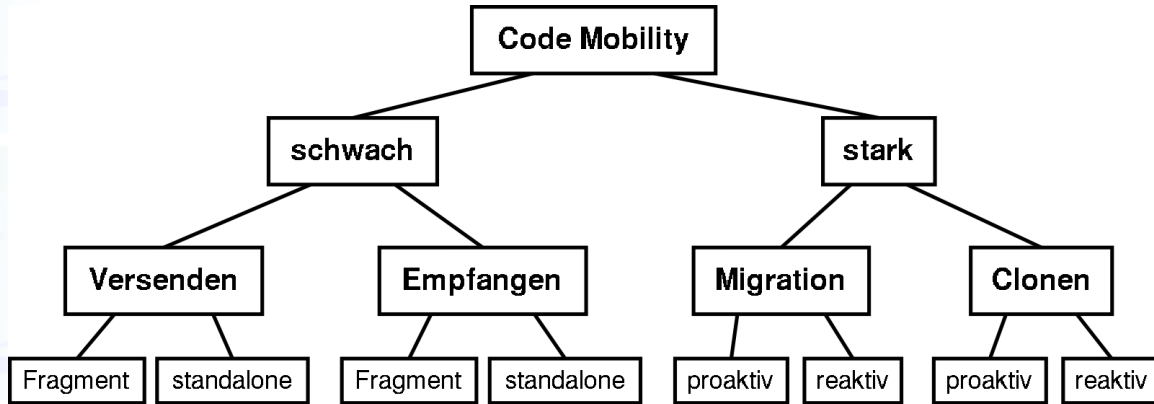 Code Mobility
schwach
stark
Versenden
Empfangen
Migration
Clonen
Fragment
standalone
Fragment
standalone
proaktiv
reaktiv
proaktiv
reaktiv